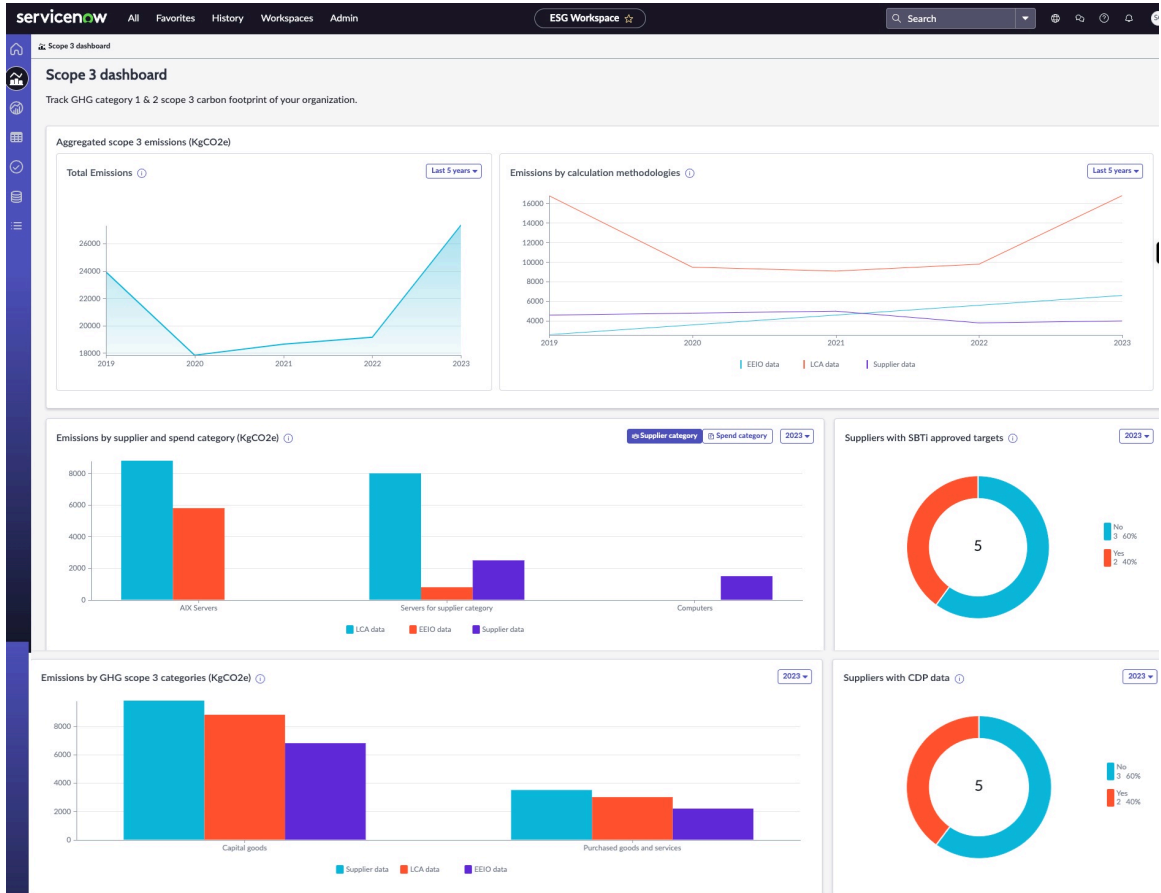 servicenow All Favorites History Workspaces Admin ESG Workspace Search
Scope 3 dashboard
Scope 3 dashboard
Track GHG category 1 & 2 scope 3 carbon footprint of your organization.
Aggregated scope 3 emissions (KgCO2e)
Total Emissions Last 5 years
26000
24000
22000
20000
18000
2019 2020 2021 2022 2023
Emissions by calculation methodologies Last 5 years
16000
14000
12000
10000
8000
6000
4000
2019 2020 2021 2022 2023
EEIO data LCA data Supplier data
Emissions by supplier and spend category (KgCO2e) Supplier category Spend category 2023
8000
6000
4000
2000
0
AIX Servers Servers for supplier category Computers
LCA data EEIO data Supplier data
Suppliers with SBTi approved targets 2023
5
No
3 60%
Yes
2 40%
Emissions by GHG scope 3 categories (KgCO2e) 2023
8000
6000
4000
2000
0
Capital goods Purchased goods and services
Supplier data LCA data EEIO data
Suppliers with CDP data 2023
5
No
3 60%
Yes
2 40%